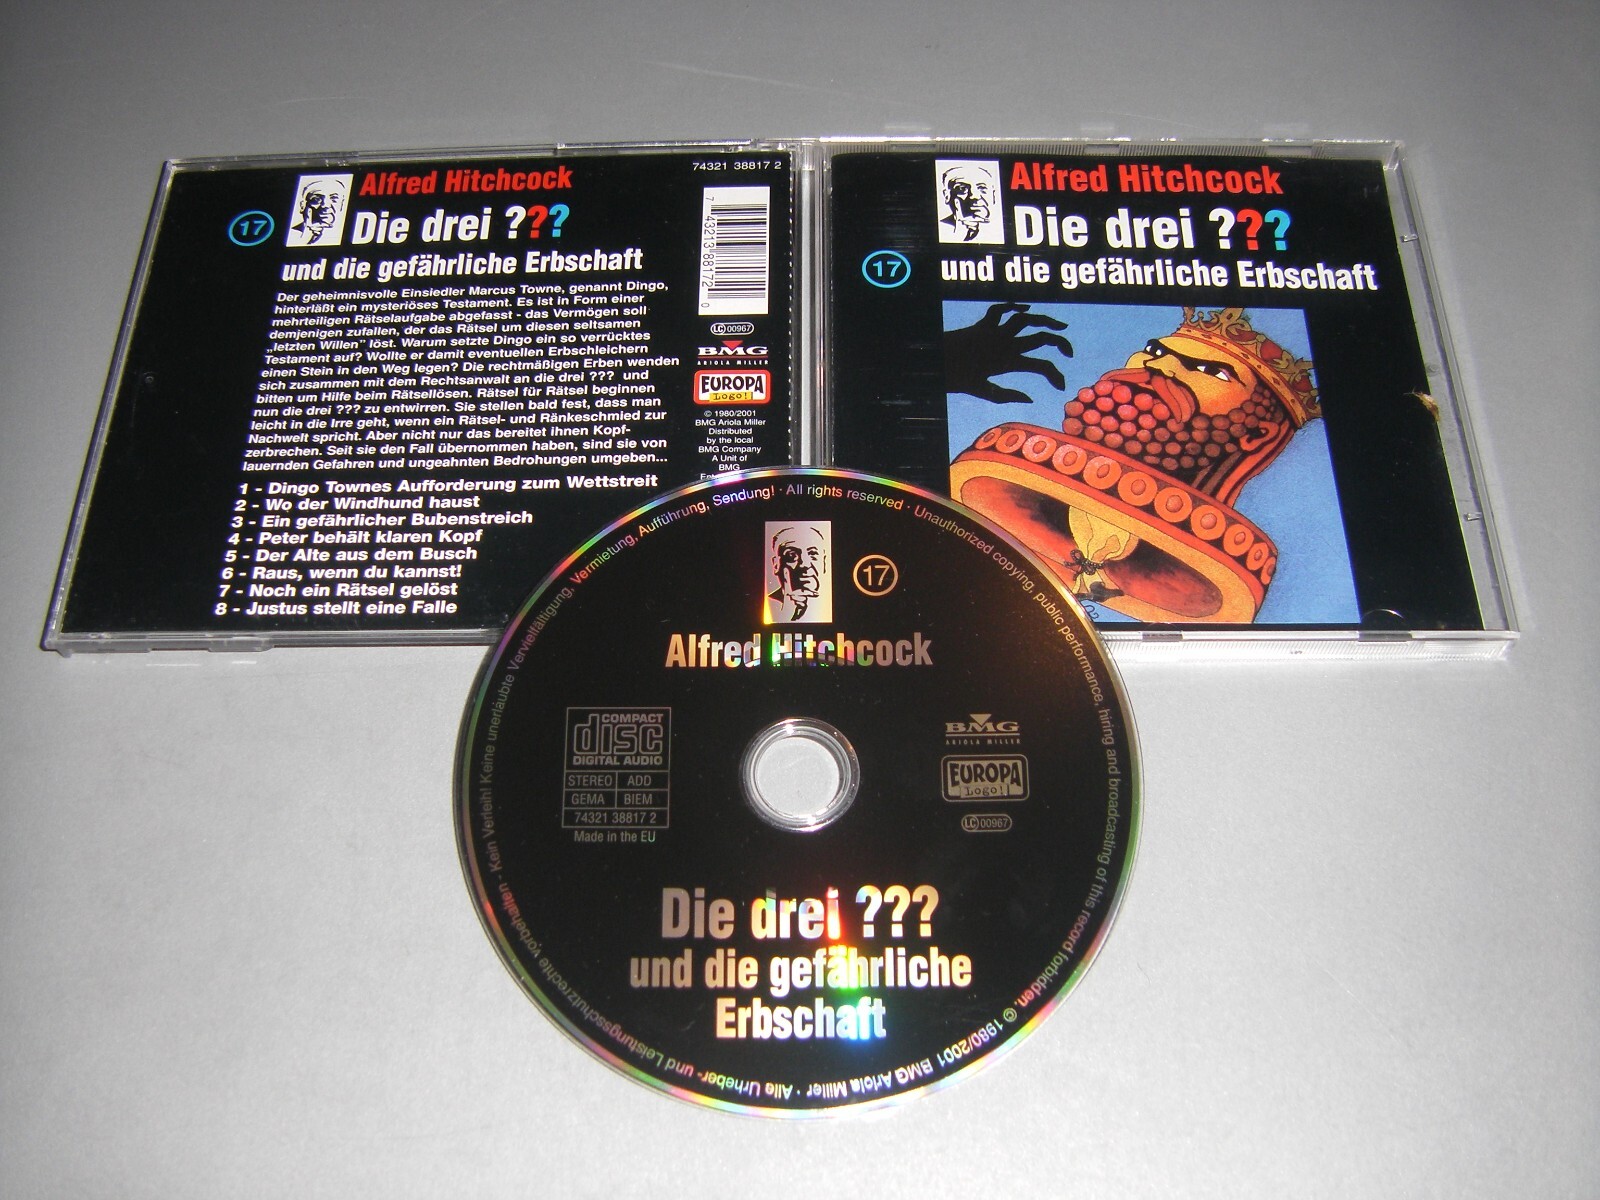 74321 38817 2
Alfred Hitchcock
17
Die drei ???
und die gefährliche Erbschaft
Der geheimnisvolle Einsiedler Marcus Towne, genannt Dingo,
hinterläßt ein mysteriöses Testament. Es ist in Form einer
mehrteiligen Rätselaufgabe abgefasst - das Vermögen soll
demjenigen zufallen, der das Rätsel um diesen seltsamen
„letzten Willen" löst. Warum setzte Dingo ein so verrücktes
Testament auf? Wollte er damit eventuellen Erbschleichern
einen Stein in den Weg legen? Die rechtmäßigen Erben wenden
sich zusammen mit dem Rechtsanwalt an die drei ??? und
bitten um Hilfe beim Rätsellösen. Rätsel für Rätsel beginnen
nun die drei ??? zu entwirren. Sie stellen bald fest, dass man
leicht in die Irre geht, wenn ein Rätsel- und Ränkeschmied zur
Nachwelt spricht. Aber nicht nur das bereitet ihnen Kopf-
zerbrechen. Seit sie den Fall übernommen haben, sind sie von
lauernden Gefahren und ungeahnten Bedrohungen umgeben...
1 - Dingo Townes Aufforderung zum Wettstreit
2 - Wo der Windhund haust
3 - Ein gefährlicher Bubenstreich
4 - Peter behält klaren Kopf
5 - Der Alte aus dem Busch
6 - Raus, wenn du kannst!
7 - Noch ein Rätsel gelöst
8 - Justus stellt eine Falle
7 43213 88172 0
LC 00967
BMG
ARIOLA MILLER
EUROPA
Logo!
© 1980/2001
BMG Ariola Miller
Distributed
by the local
BMG Company
A Unit of
BMG
Alfred Hitchcock
Die drei ???
17
und die gefährliche Erbschaft
17
Alfred Hitchcock
COMPACT
disc
DIGITAL AUDIO
STEREO ADD
GEMA BIEM
74321 38817 2
Made in the EU
BMG
ARIOLA MILLER
EUROPA
Logo!
LC 00967
Die drei ???
und die gefährliche
Erbschaft
Alle Urheber- und Leistungsschutzrechte vorbehalten - Kein Verleih! Keine unerlaubte Vervielfältigung, Vermietung, Aufführung, Sendung! · All rights reserved · Unauthorized copying, public performance, hiring and broadcasting of this record forbidden. © 1980/2001 BMG Ariola Miller ·